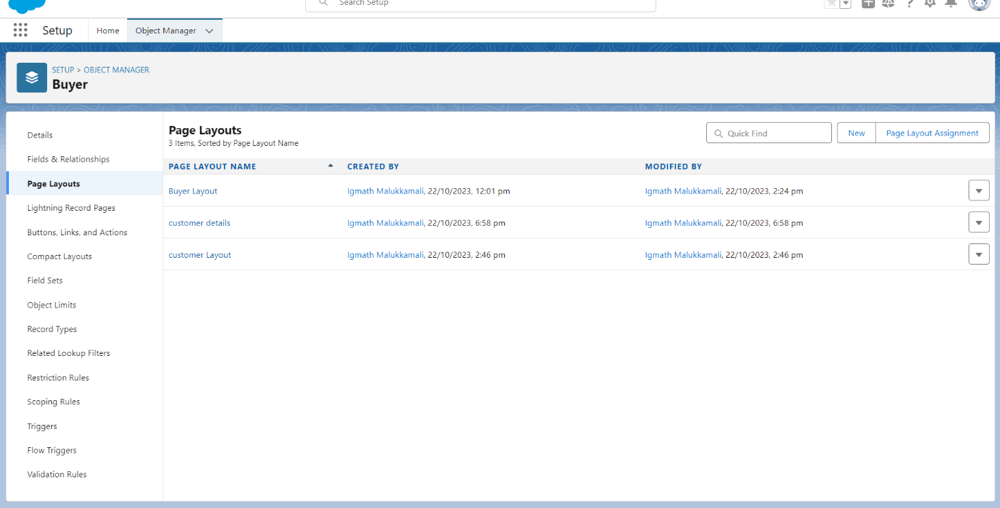 Search Setup
Setup
Home
Object Manager
SETUP > OBJECT MANAGER
Buyer
Details
Fields & Relationships
Page Layouts
Lightning Record Pages
Buttons, Links, and Actions
Compact Layouts
Field Sets
Object Limits
Record Types
Related Lookup Filters
Restriction Rules
Scoping Rules
Triggers
Flow Triggers
Validation Rules
Page Layouts
3 Items, Sorted by Page Layout Name
Quick Find
New
Page Layout Assignment
PAGE LAYOUT NAME CREATED BY MODIFIED BY
Buyer Layout Igmath Malukkamali, 22/10/2023, 12:01 pm Igmath Malukkamali, 22/10/2023, 2:24 pm
customer details Igmath Malukkamali, 22/10/2023, 6:58 pm Igmath Malukkamali, 22/10/2023, 6:58 pm
customer Layout Igmath Malukkamali, 22/10/2023, 2:46 pm Igmath Malukkamali, 22/10/2023, 2:46 pm